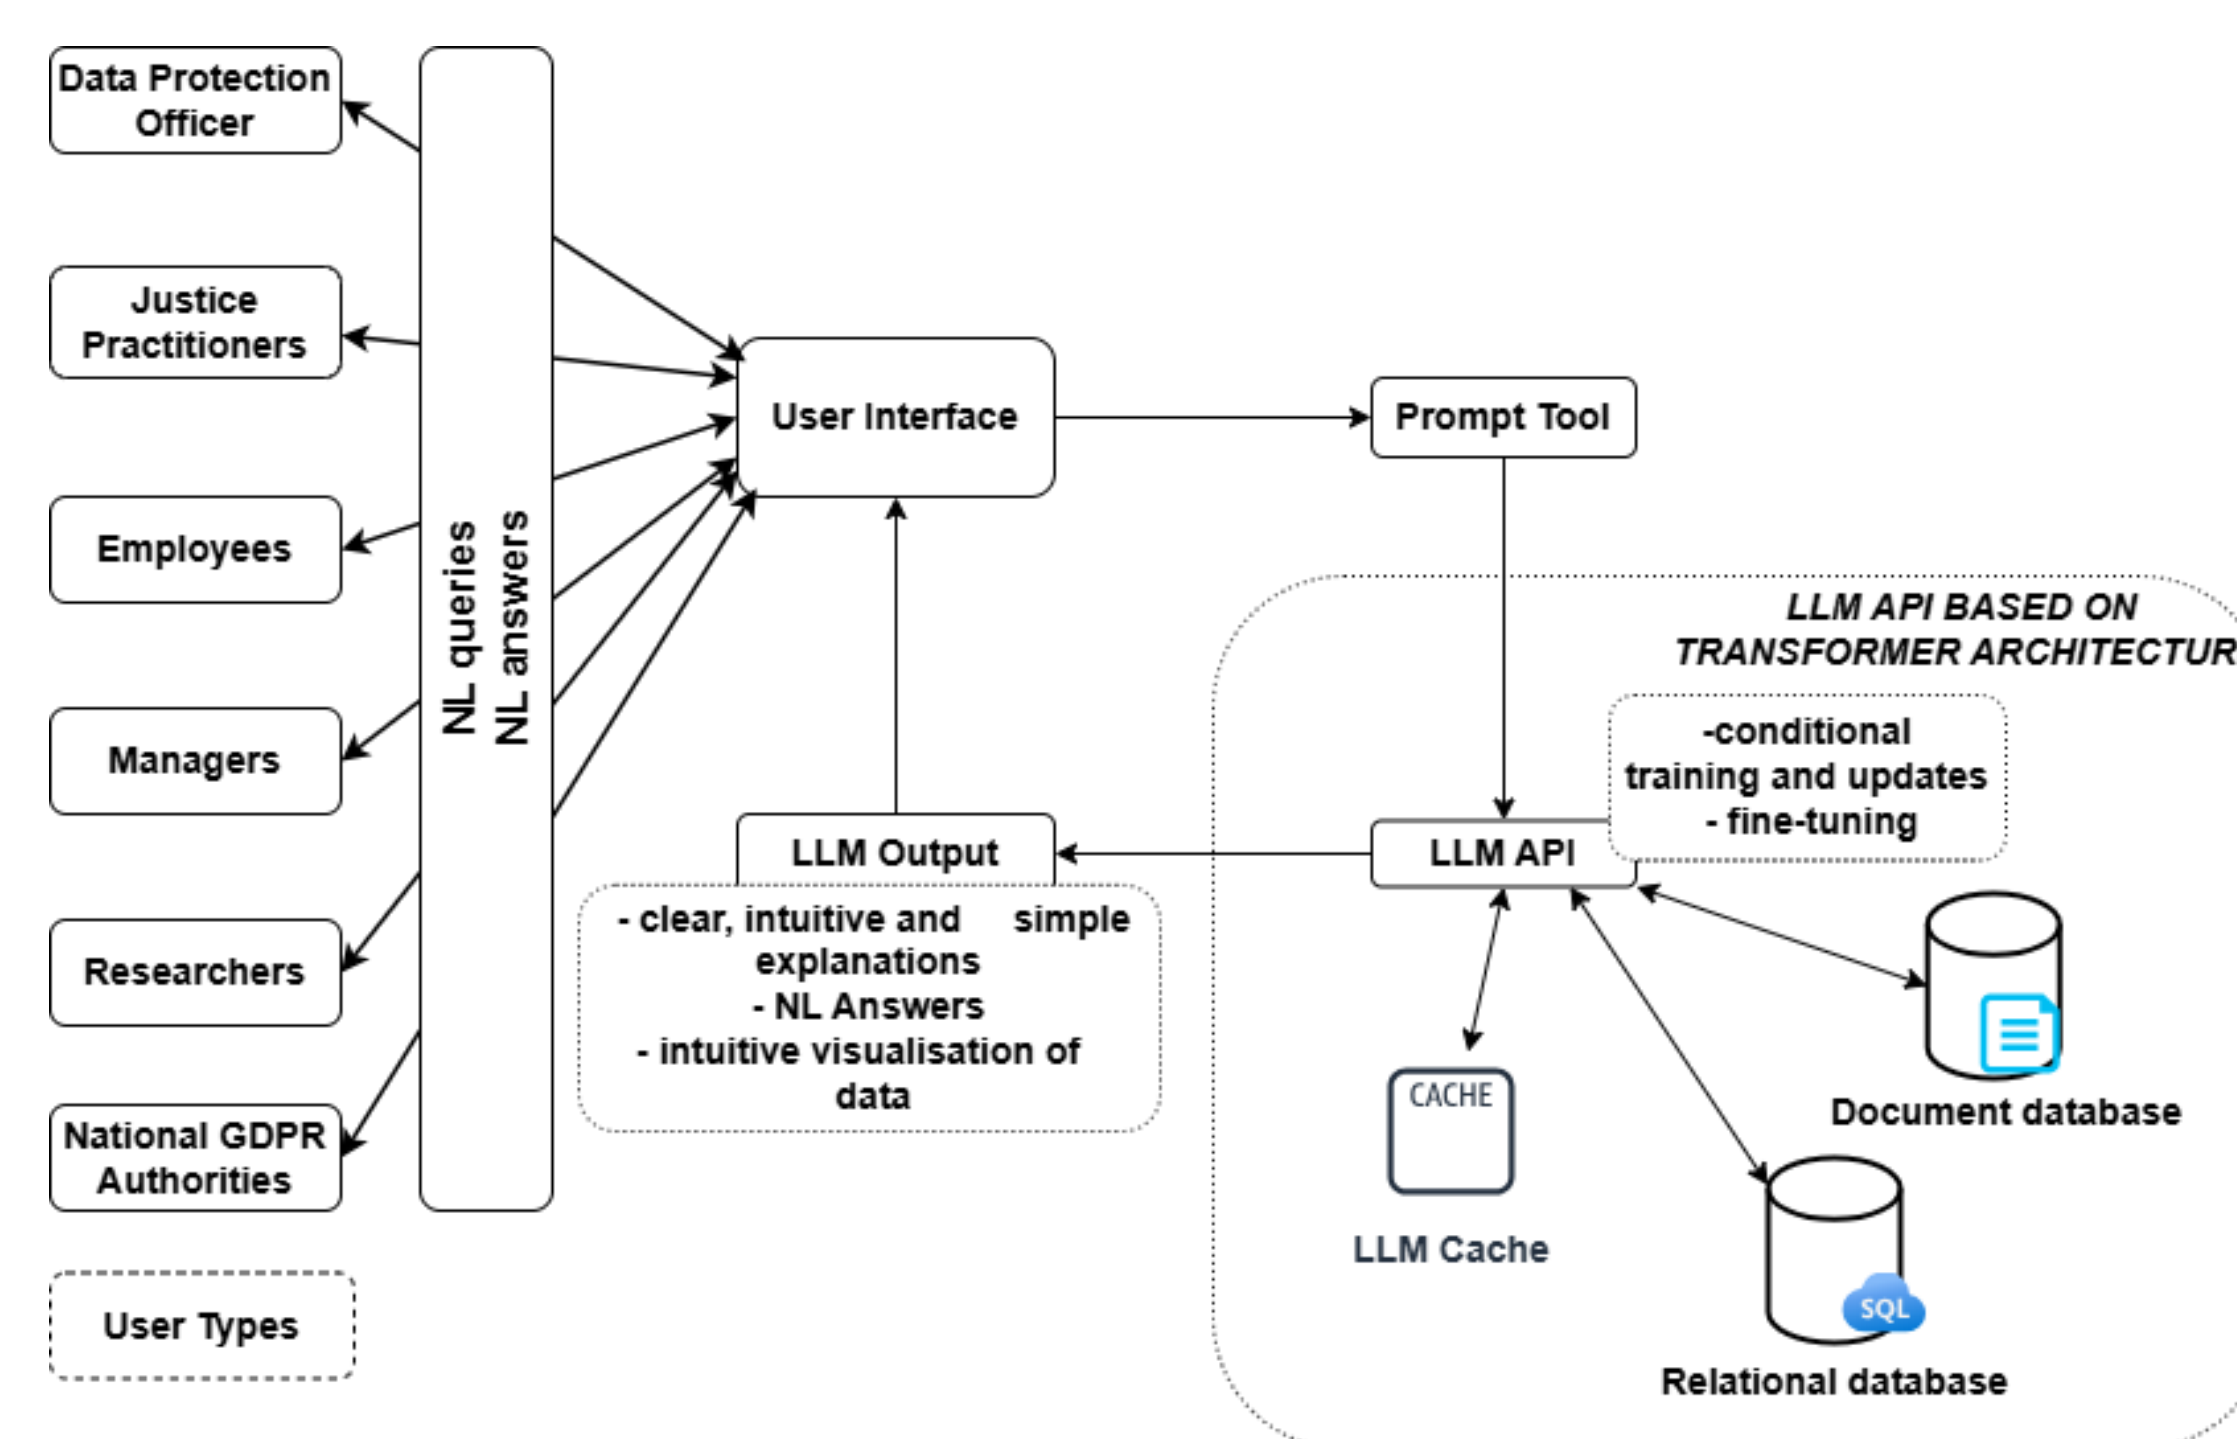 Data Protection
Officer
Justice
Practitioners
Employees
Managers
Researchers
National GDPR
Authorities
User Types
NL queries
NL answers
User Interface
Prompt Tool
LLM API BASED ON
TRANSFORMER ARCHITECTUR
-conditional
training and updates
- fine-tuning
LLM API
LLM Output
- clear, intuitive and simple
explanations
- NL Answers
- intuitive visualisation of
data
CACHE
LLM Cache
Document database
SQL
Relational database